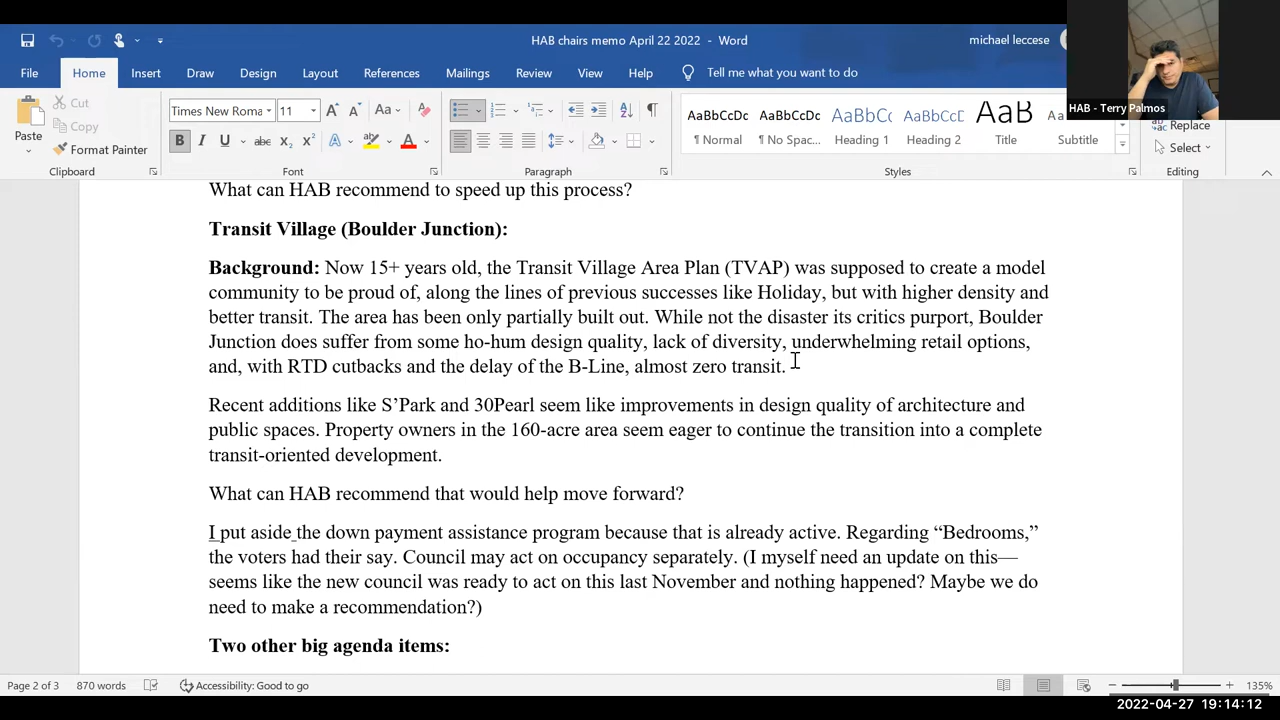 HAB chairs memo April 22 2022 - Word
michael leccese
File Home Insert Draw Design Layout References Mailings Review View Help Tell me what you want to do
HAB - Terry Palmos
Paste
Cut
Copy
Format Painter
Clipboard
Times New Roma 11
Font
Paragraph
AaBbCcDc AaBbCcDc AaBbCc AaBbCcD AaB
¶ Normal ¶ No Spac... Heading 1 Heading 2 Title Subtitle
Styles
Replace
Select
Editing
What can HAB recommend to speed up this process?
Transit Village (Boulder Junction):
Background: Now 15+ years old, the Transit Village Area Plan (TVAP) was supposed to create a model
community to be proud of, along the lines of previous successes like Holiday, but with higher density and
better transit. The area has been only partially built out. While not the disaster its critics purport, Boulder
Junction does suffer from some ho-hum design quality, lack of diversity, underwhelming retail options,
and, with RTD cutbacks and the delay of the B-Line, almost zero transit.
Recent additions like S’Park and 30Pearl seem like improvements in design quality of architecture and
public spaces. Property owners in the 160-acre area seem eager to continue the transition into a complete
transit-oriented development.
What can HAB recommend that would help move forward?
I put aside the down payment assistance program because that is already active. Regarding “Bedrooms,”
the voters had their say. Council may act on occupancy separately. (I myself need an update on this—
seems like the new council was ready to act on this last November and nothing happened? Maybe we do
need to make a recommendation?)
Two other big agenda items:
Page 2 of 3 870 words Accessibility: Good to go 135%
2022-04-27 19:14:12